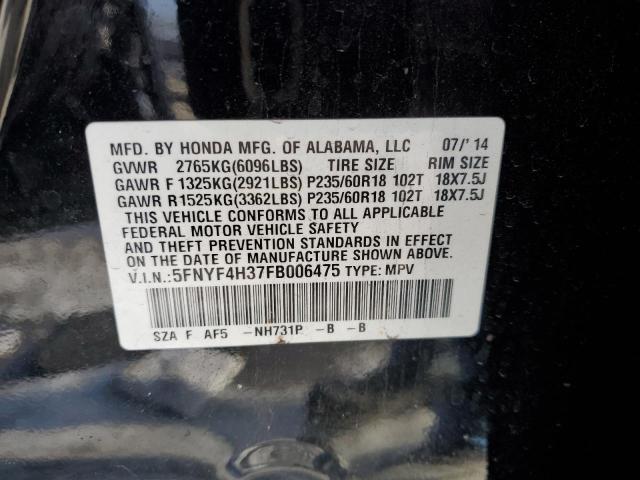 MFD. BY HONDA MFG. OF ALABAMA, LLC 07/'14
GVWR 2765KG(6096LBS) TIRE SIZE RIM SIZE
GAWR F 1325KG(2921LBS) P235/60R18 102T 18X7.5J
GAWR R1525KG(3362LBS) P235/60R18 102T 18X7.5J
THIS VEHICLE CONFORMS TO ALL APPLICABLE
FEDERAL MOTOR VEHICLE SAFETY
AND THEFT PREVENTION STANDARDS IN EFFECT
ON THE DATE OF MANUFACTURE SHOWN ABOVE.
V.I.N.:5FNYF4H37FB006475 TYPE: MPV
SZA F AF5 -NH731P -B -B